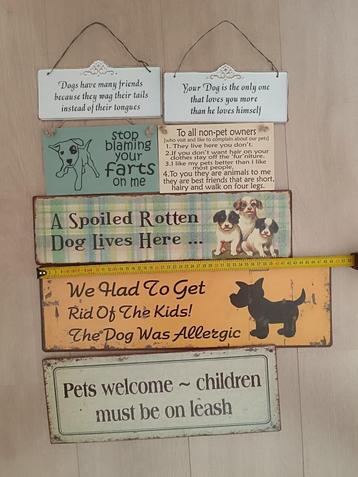 Dogs have many friends
because they wag their tails
instead of their tongues
Your Dog is the only one
that loves you more
than he loves himself
stop
blaming
your
farts
on me
To all non-pet owners
(who visit and like to complain about our pets)
1. They live here you don't.
2.If you don't want hair on your
clothes stay off the 'fur'niture.
3.I like my pets better than I like
most people.
4.To you they are animals to me
they are best friends that are short,
hairy and walk on four legs.
A Spoiled Rotten
Dog Lives Here ...
We Had To Get
Rid Of The Kids!
The Dog Was Allergic
Pets welcome ~ children
must be on leash